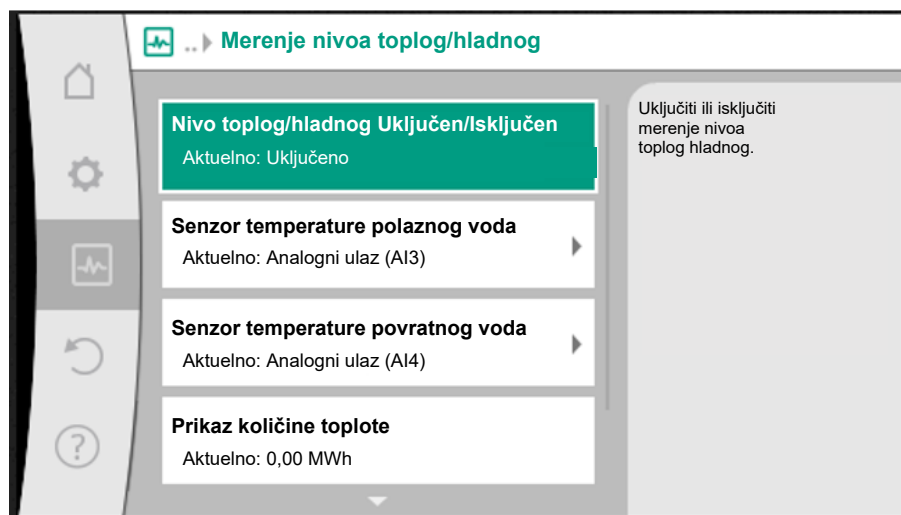 .. Merenje nivoa toplog/hladnog
Nivo toplog/hladnog Uključen/Isključen
Aktuelno: Uključeno
Senzor temperature polaznog voda
Aktuelno: Analogni ulaz (AI3)
Senzor temperature povratnog voda
Aktuelno: Analogni ulaz (AI4)
Prikaz količine toplote
Aktuelno: 0,00 MWh
Uključiti ili isključiti
merenje nivoa
toplog hladnog.
?